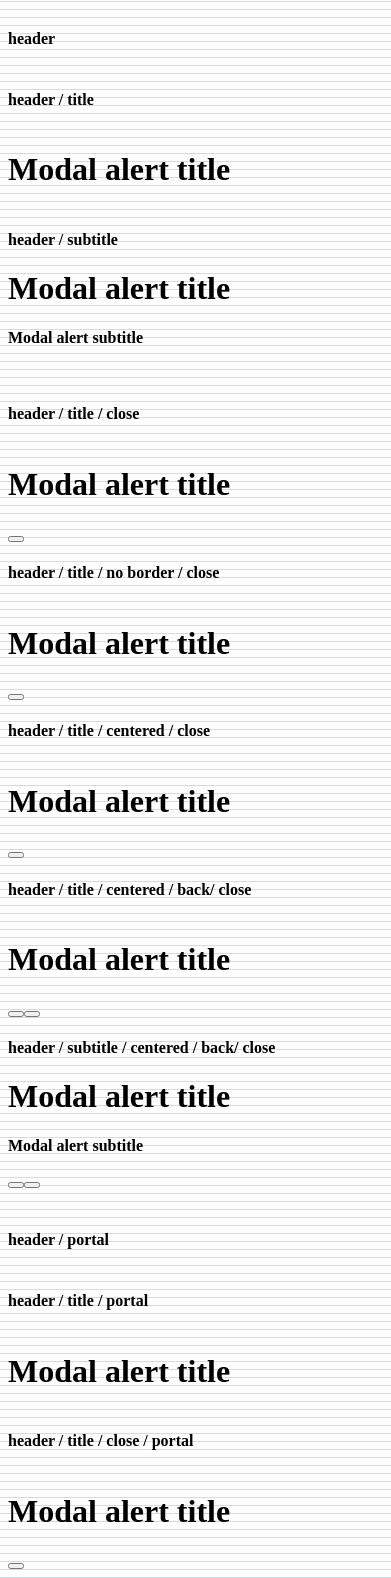 header
header / title
Modal alert title
header / subtitle
Modal alert title
Modal alert subtitle
header / title / close
Modal alert title
header / title / no border / close
Modal alert title
header / title / centered / close
Modal alert title
header / title / centered / back/ close
Modal alert title
header / subtitle / centered / back/ close
Modal alert title
Modal alert subtitle
header / portal
header / title / portal
Modal alert title
header / title / close / portal
Modal alert title